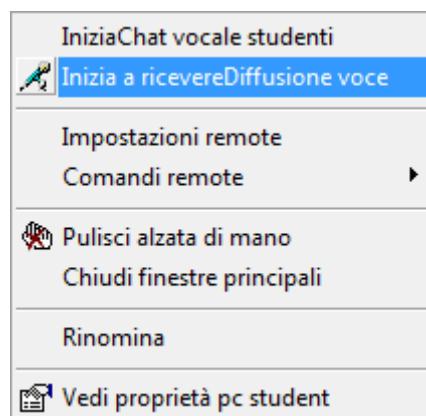 IniziaChat vocale studenti
Inizia a ricevereDiffusione voce
Impostazioni remote
Comandi remote
Pulisci alzata di mano
Chiudi finestre principali
Rinomina
Vedi proprietà pc student